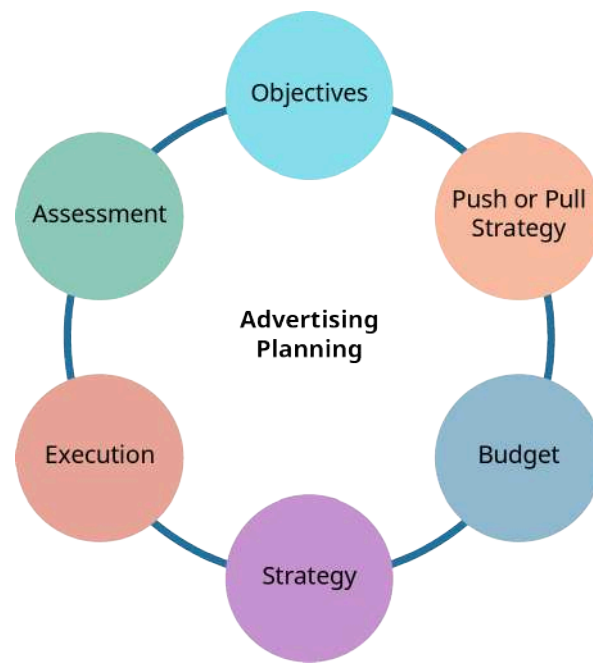 Objectives
Push or Pull
Strategy
Budget
Strategy
Execution
Assessment
Advertising
Planning